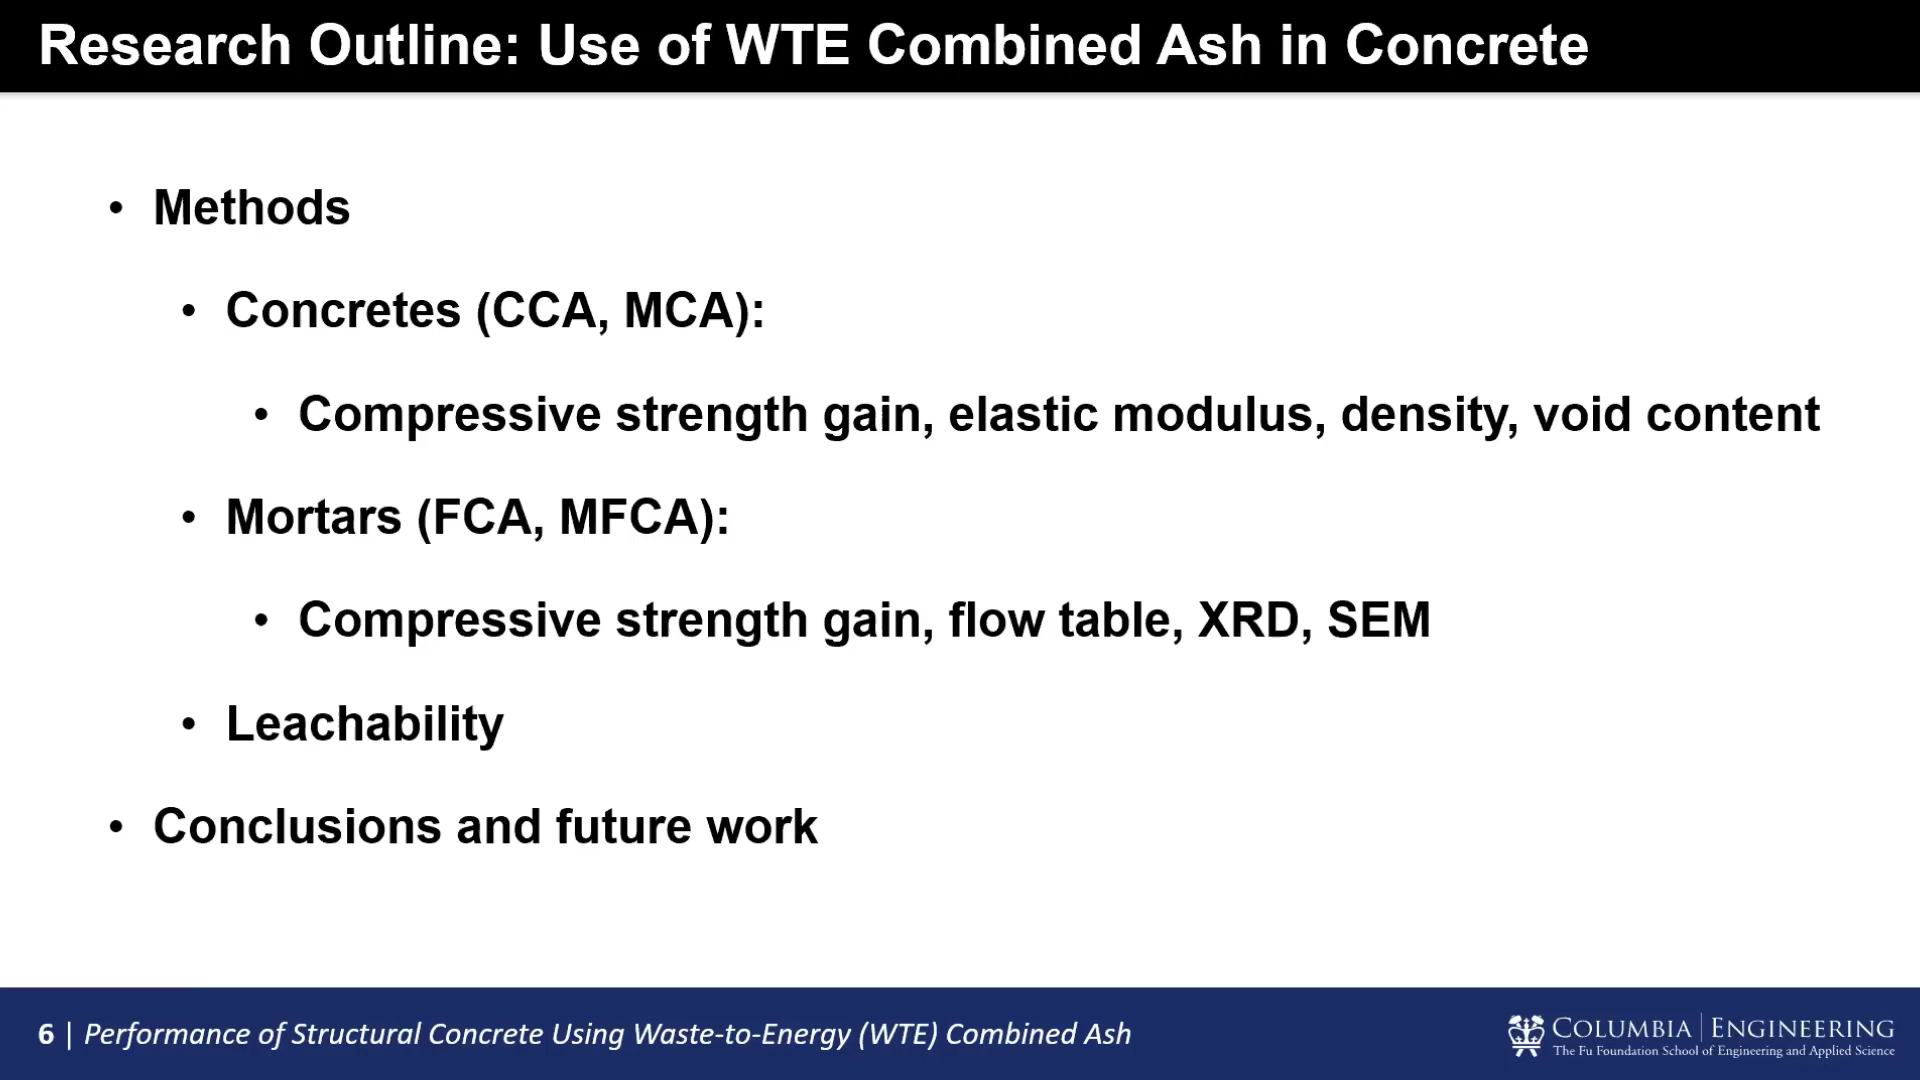 Research Outline: Use of WTE Combined Ash in Concrete
• Methods
• Concretes (CCA, MCA):
• Compressive strength gain, elastic modulus, density, void content
• Mortars (FCA, MFCA):
• Compressive strength gain, flow table, XRD, SEM
• Leachability
• Conclusions and future work
6 | Performance of Structural Concrete Using Waste-to-Energy (WTE) Combined Ash
COLUMBIA | ENGINEERING
The Fu Foundation School of Engineering and Applied Science